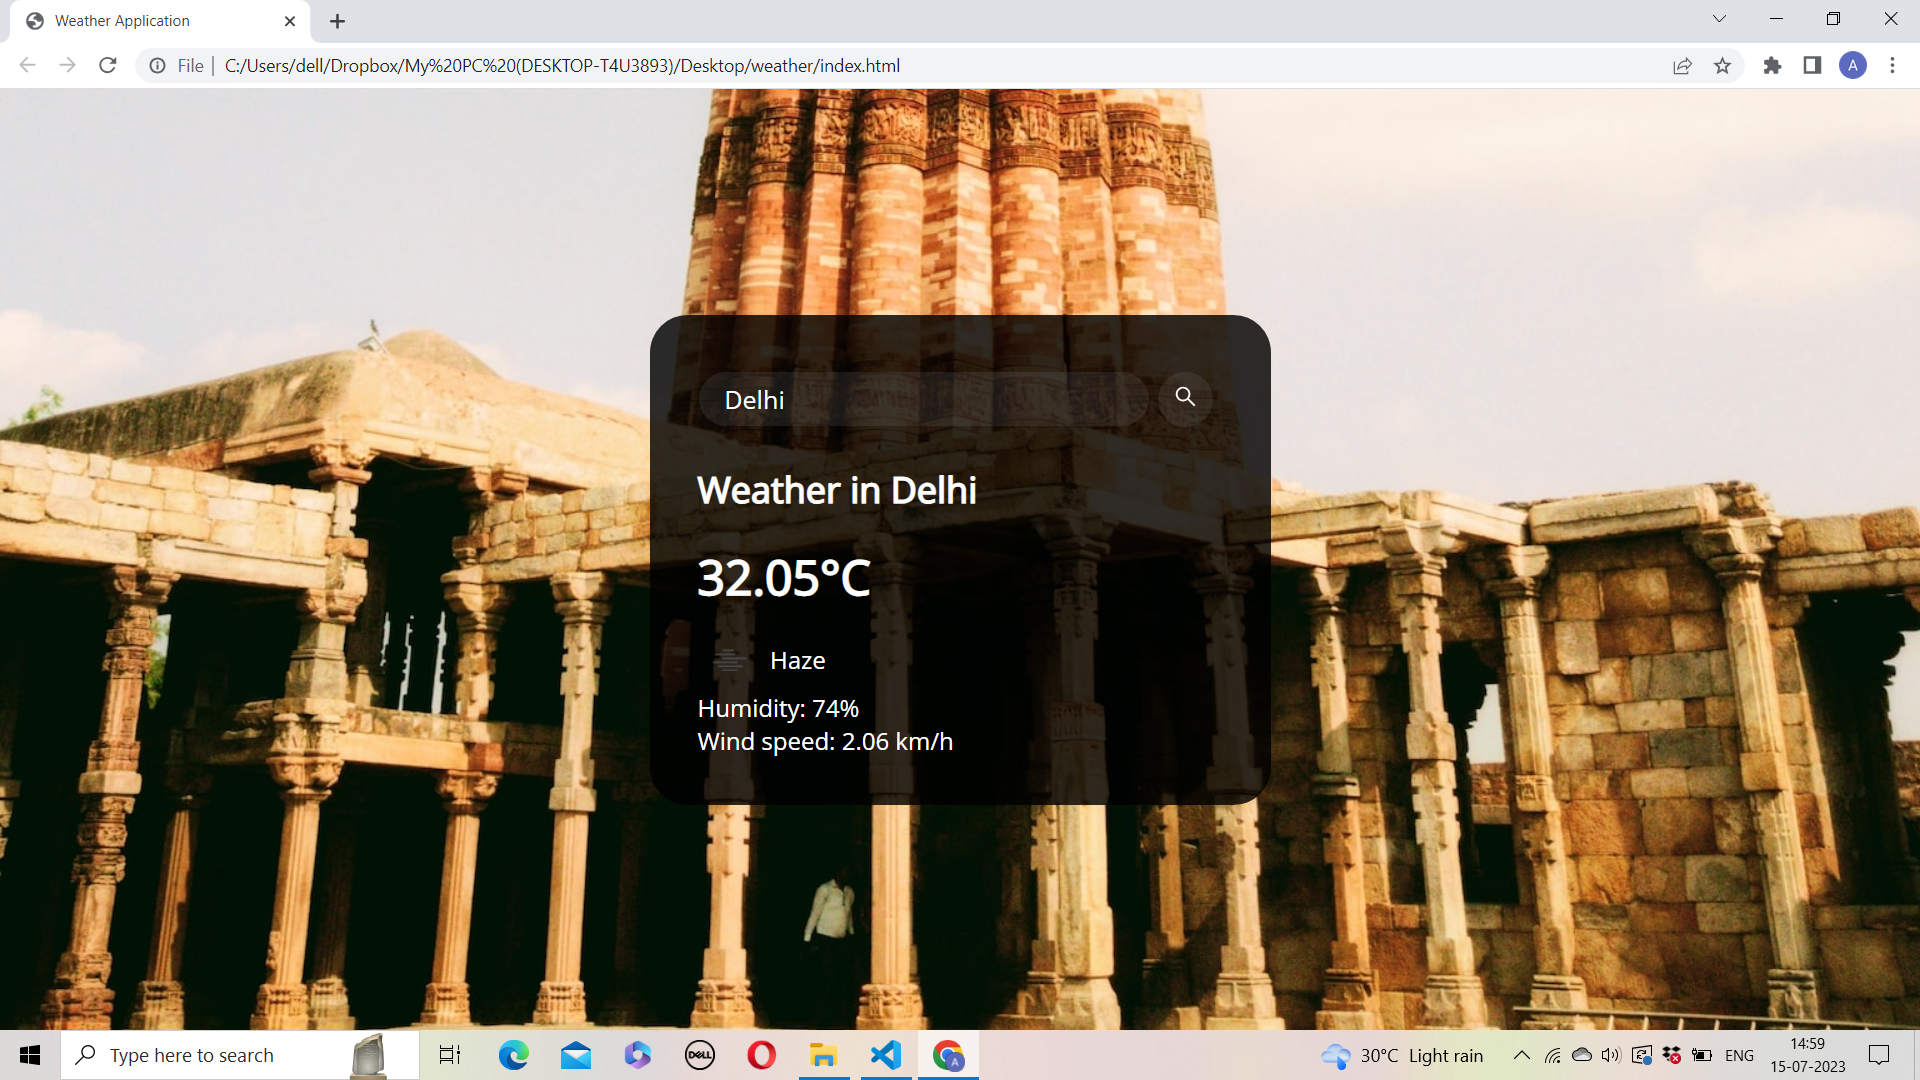 Weather Application
File
C:/Users/dell/Dropbox/My%20PC%20(DESKTOP-T4U3893)/Desktop/weather/index.html
A
Delhi
Weather in Delhi
32.05°C
Haze
Humidity: 74%
Wind speed: 2.06 km/h
Type here to search
DELL
A
30°C Light rain
ENG
14:59
15-07-2023